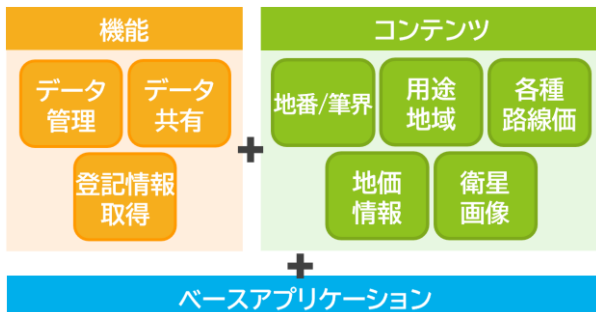 機能
データ
管理
データ
共有
登記情報
取得
+
コンテンツ
地番/筆界
用途
地域
各種
路線価
地価
情報
衛星
画像
+
ベースアプリケーション